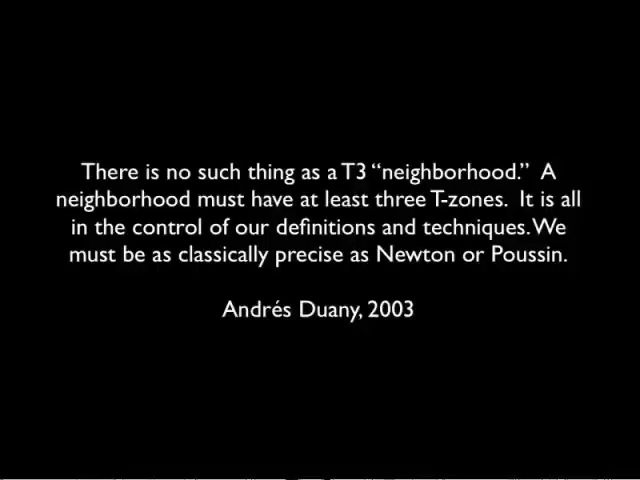 There is no such thing as a T3 “neighborhood.” A
neighborhood must have at least three T-zones. It is all
in the control of our definitions and techniques. We
must be as classically precise as Newton or Poussin.
Andrés Duany, 2003